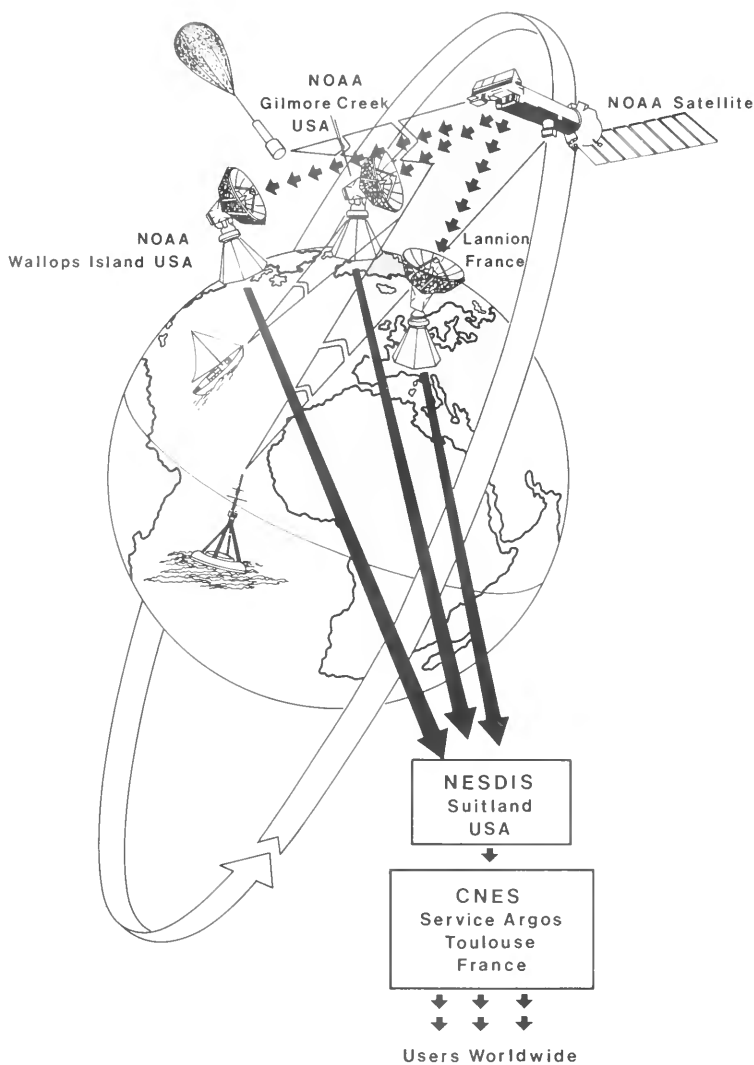 NOAA
Gilmore Creek
USA
NOAA Satellite
NOAA
Wallops Island USA
Lannion
France
NESDIS
Suitland
USA
CNES
Service Argos
Toulouse
France
Users Worldwide